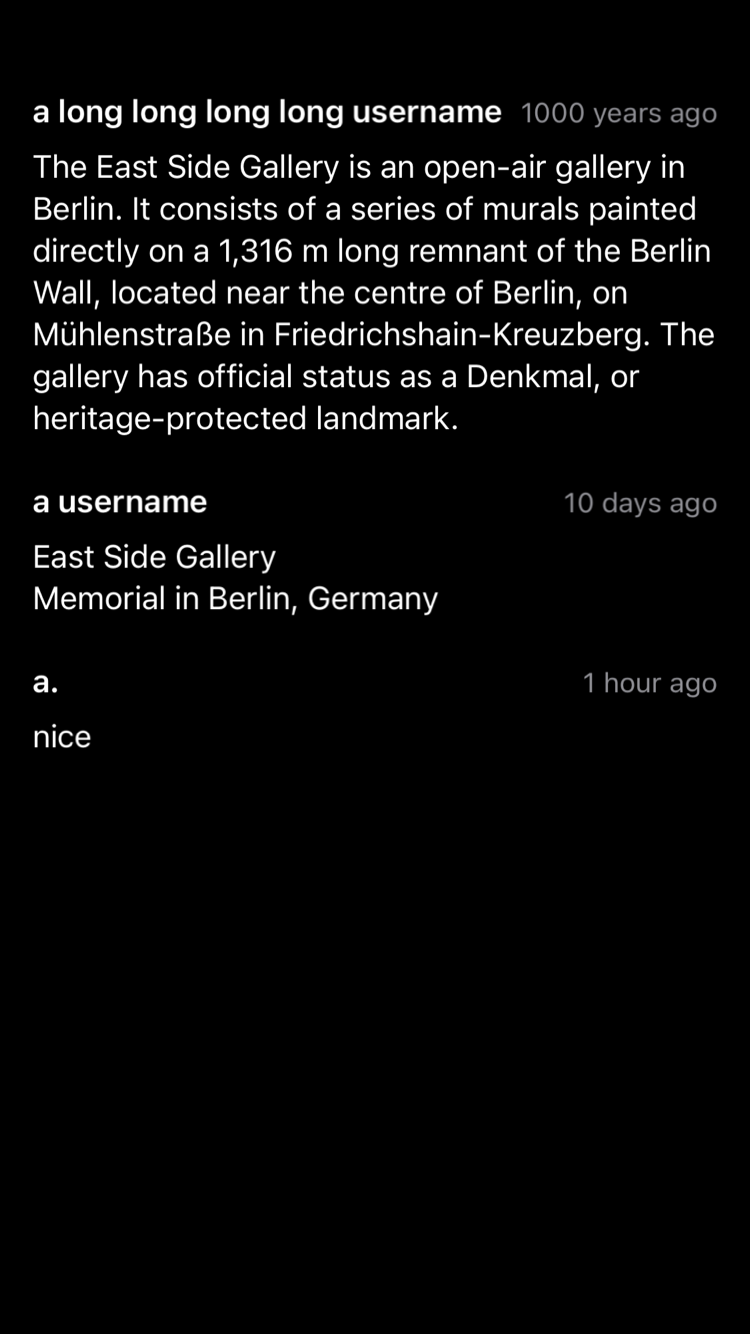 a long long long long username 1000 years ago
The East Side Gallery is an open-air gallery in
Berlin. It consists of a series of murals painted
directly on a 1,316 m long remnant of the Berlin
Wall, located near the centre of Berlin, on
Mühlenstraße in Friedrichshain-Kreuzberg. The
gallery has official status as a Denkmal, or
heritage-protected landmark.
a username 10 days ago
East Side Gallery
Memorial in Berlin, Germany
a. 1 hour ago
nice